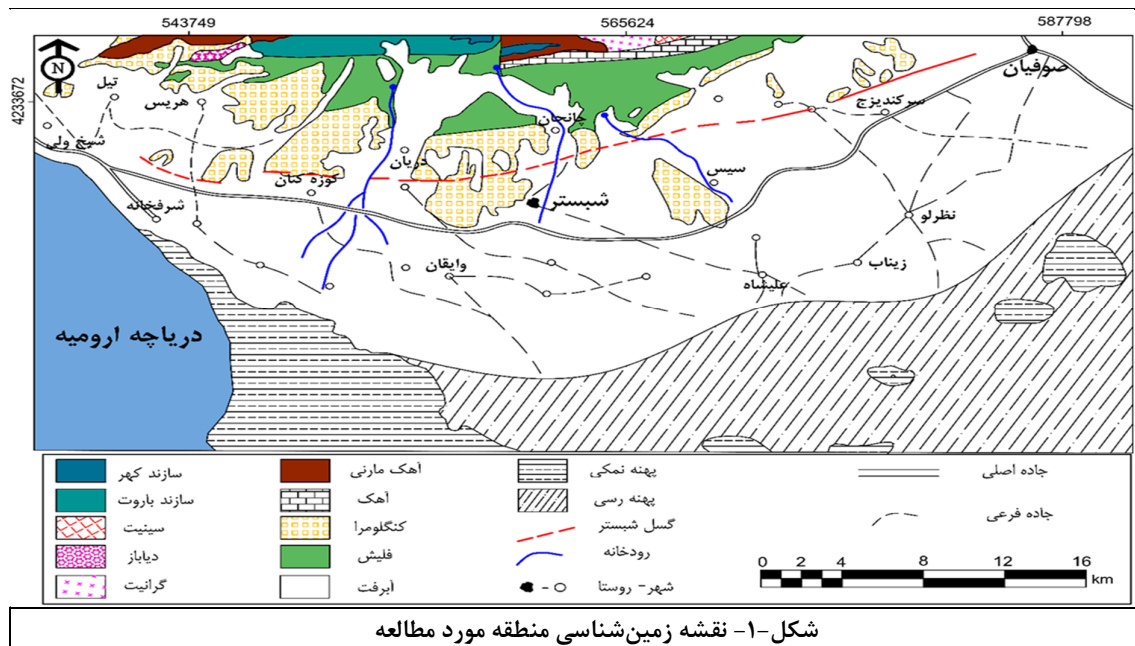 543749
565624
587798
4233672
N
صوفیان
تیل
هریس
سرکندیزج
چانجان
شیخ ولی
دریان
سیس
کوزه کنان
شبستر
شرفخانه
نظرلو
وایقان
زیناب
علیشاه
دریاچه ارومیه
سازند کهر
آهک مارنی
پهنه نمکی
جاده اصلی
سازند باروت
آهک
پهنه رسی
جاده فرعی
سینیت
کنگلومرا
گسل شبستر
دیاباز
فلیش
رودخانه
0 2 4 8 12 16
km
گرانیت
آبرفت
شهر- روستا
شکل-۱- نقشه زمین‌شناسی منطقه مورد مطالعه